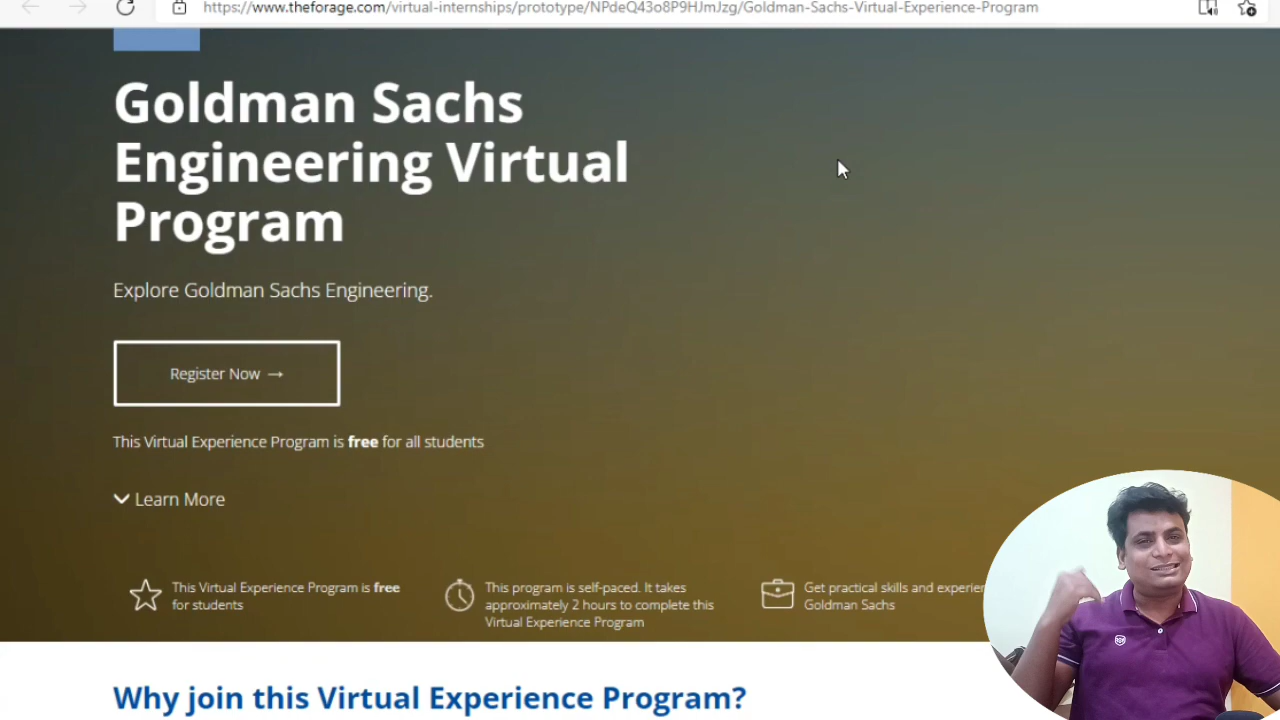 https://www.theforage.com/virtual-internships/prototype/NPdeQ43o8P9HJmJzg/Goldman-Sachs-Virtual-Experience-Program
Goldman Sachs
Engineering Virtual
Program
Explore Goldman Sachs Engineering.
Register Now →
This Virtual Experience Program is free for all students
Learn More
This Virtual Experience Program is free
for students
This program is self-paced. It takes
approximately 2 hours to complete this
Virtual Experience Program
Get practical skills and
Goldman Sachs
Why join this Virtual Experience Program?